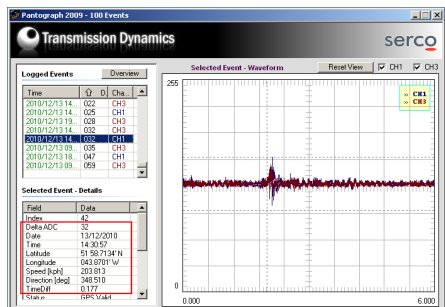 Pantograph 2009 - 100 Events
Transmission Dynamics
serco
Logged Events
Overview
Time D Cha...
2010/12/13 14... 022 CH3
2010/12/13 14... 025 CH1
2010/12/13 19... 028 CH3
2010/12/13 14... 032 CH3
2010/12/13 14... 032 CH1
2010/12/13 09... 035 CH3
2010/12/13 18... 047 CH1
2010/12/13 09... 059 CH3
Selected Event - Details
Field Data
Index 42
Delta ADC 32
Date 13/12/2010
Time 14:30:57
Latitude 51 58.7134' N
Longitude 043.8701' W
Speed [kph] 203.813
Direction [deg] 348.510
TimeDiff 0.177
Status GPS Valid
Selected Event - Waveform
Reset View
CH1
CH3
255
» CH1
» CH3
0
0.000
6.000